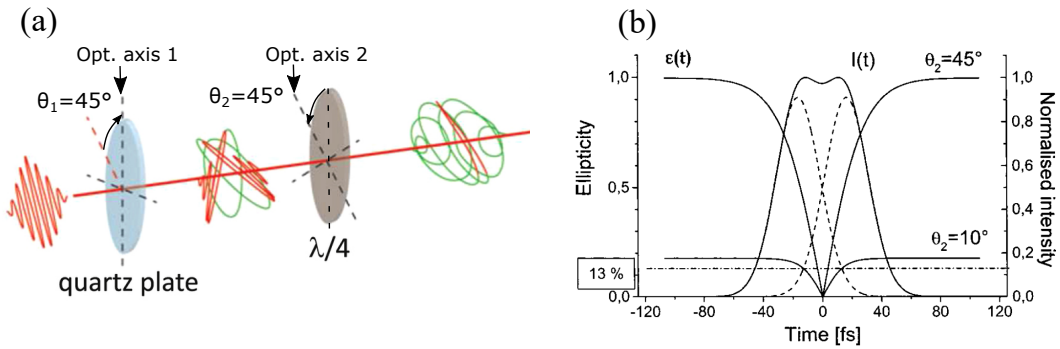 (a)
Opt. axis 1
Opt. axis 2
θ₁=45°
θ₂=45°
quartz plate
λ/4
(b)
ε(t)
I(t)
θ₂=45°
θ₂=10°
Ellipticity
1,0
0,5
0,0
13 %
Normalised intensity
1,0
0,8
0,6
0,4
0,2
0,0
-120
-80
-40
0
40
80
120
Time [fs]